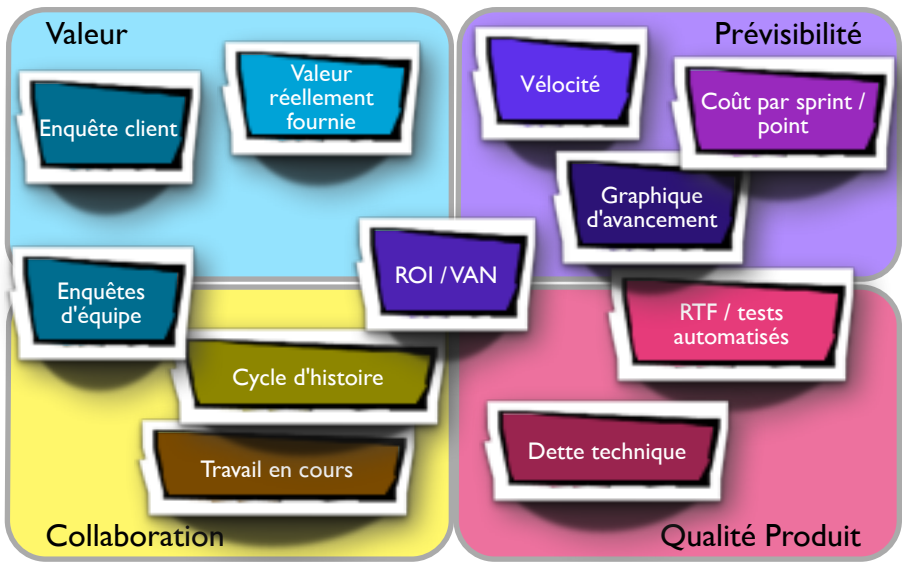 Valeur
Enquête client
Valeur
réellement
fournie
Prévisibilité
Vélocité
Coût par sprint /
point
Graphique
d'avancement
ROI / VAN
Enquêtes
d'équipe
Cycle d'histoire
Travail en cours
Collaboration
RTF / tests
automatisés
Dette technique
Qualité Produit